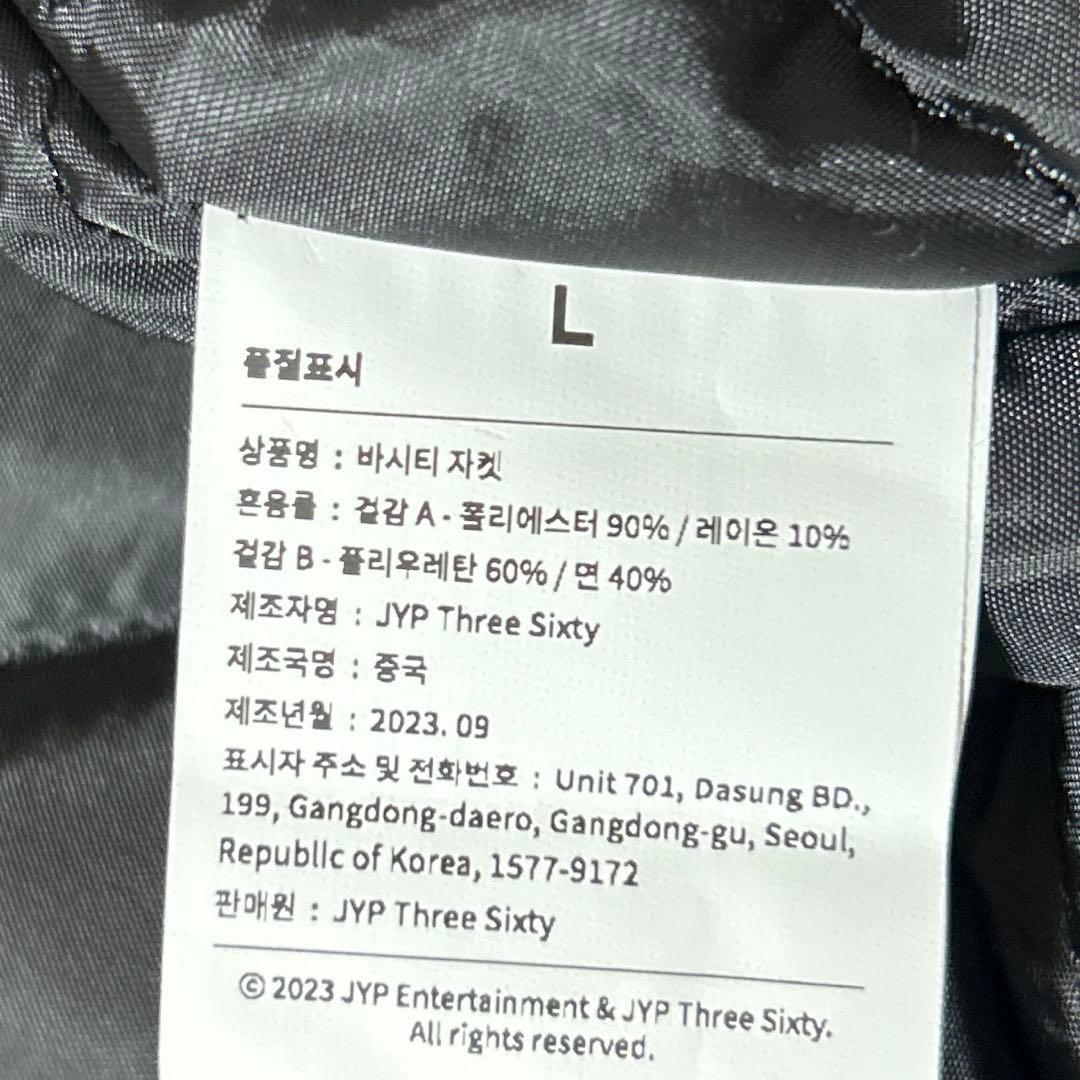 L
품질표시
상품명 : 바시티 자켓
혼용률 : 겉감 A - 폴리에스터 90% / 레이온 10%
겉감 B - 폴리우레탄 60% / 면 40%
제조자명 : JYP Three Sixty
제조국명 : 중국
제조년월 : 2023. 09
표시자 주소 및 전화번호 : Unit 701, Dasung BD.,
199, Gangdong-daero, Gangdong-gu, Seoul,
Republic of Korea, 1577-9172
판매원 : JYP Three Sixty
© 2023 JYP Entertainment & JYP Three Sixty.
All rights reserved.